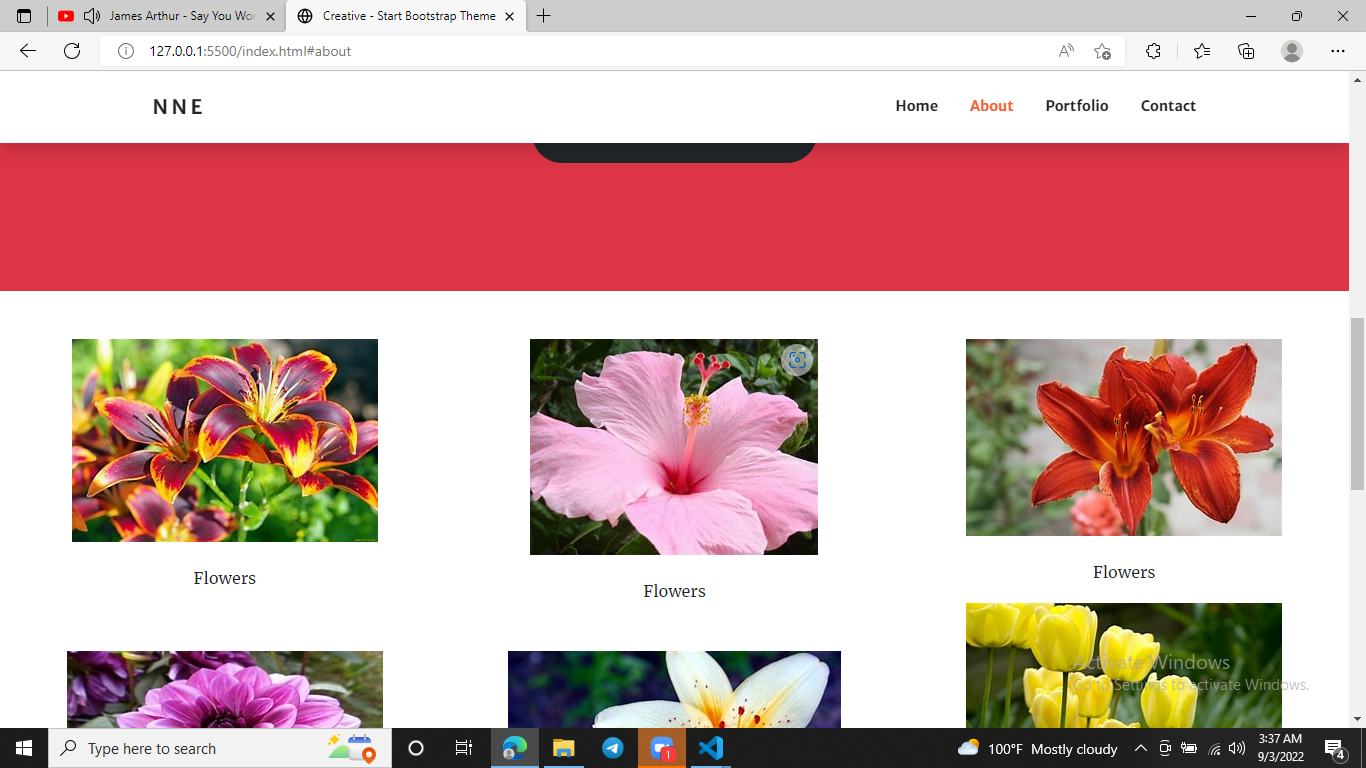 James Arthur - Say You Wor
Creative - Start Bootstrap Theme
127.0.0.1:5500/index.html#about
NNE
Home
About
Portfolio
Contact
Flowers
Flowers
Flowers
Activate Windows
Go to Settings to activate Windows.
Type here to search
1
100°F Mostly cloudy
3:37 AM
9/3/2022
4